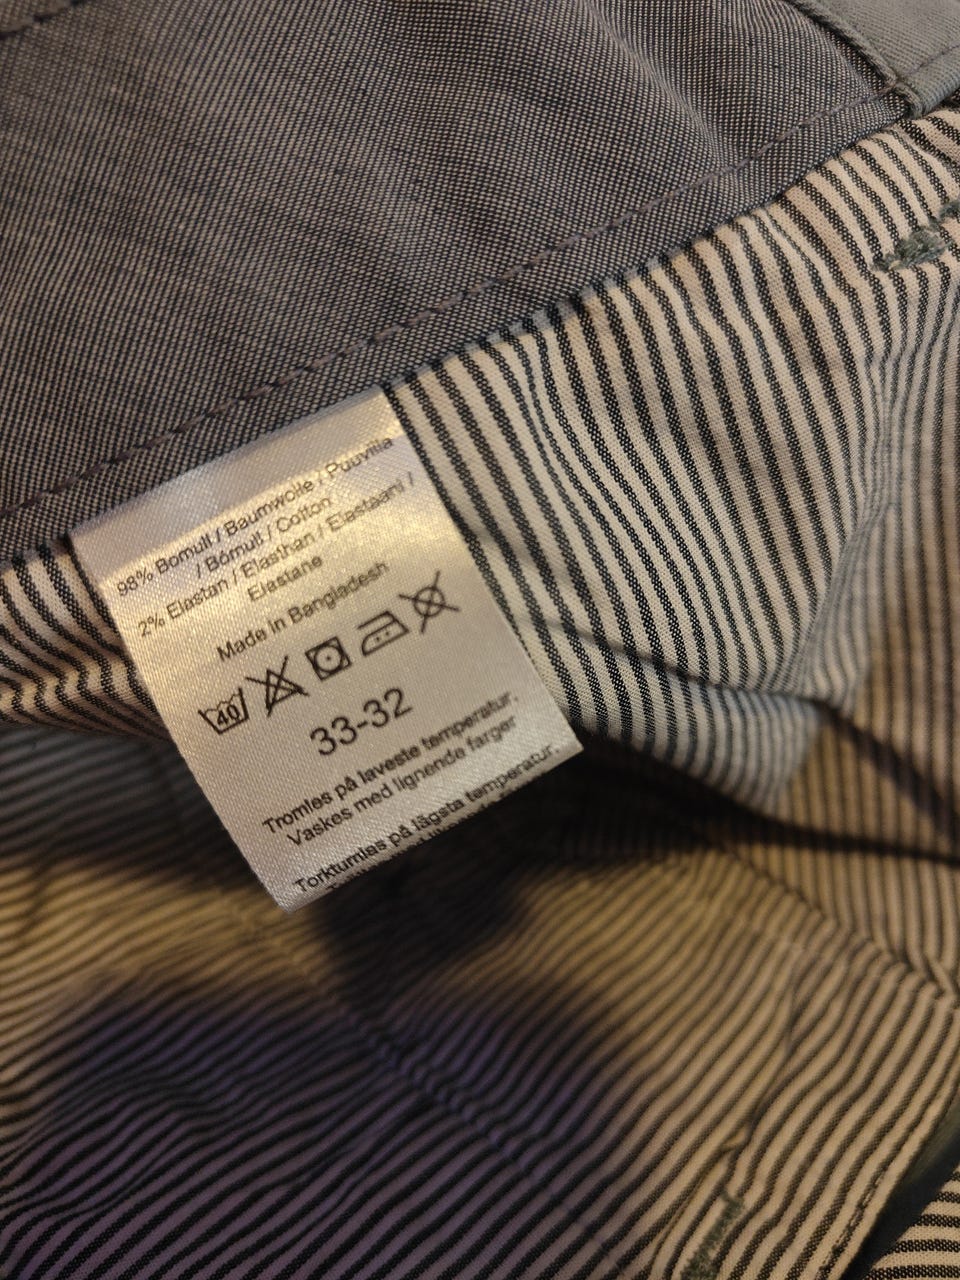 98% Bomull / Baumwolle / Puuvilla
/ Bómull / Cotton
2% Elastan / Elasthan / Elastaani /
Elastane
Made in Bangladesh
40
33-32
Tromles på laveste temperatur.
Vaskes med lignende farger
Torktumlas på lägsta temperatur.